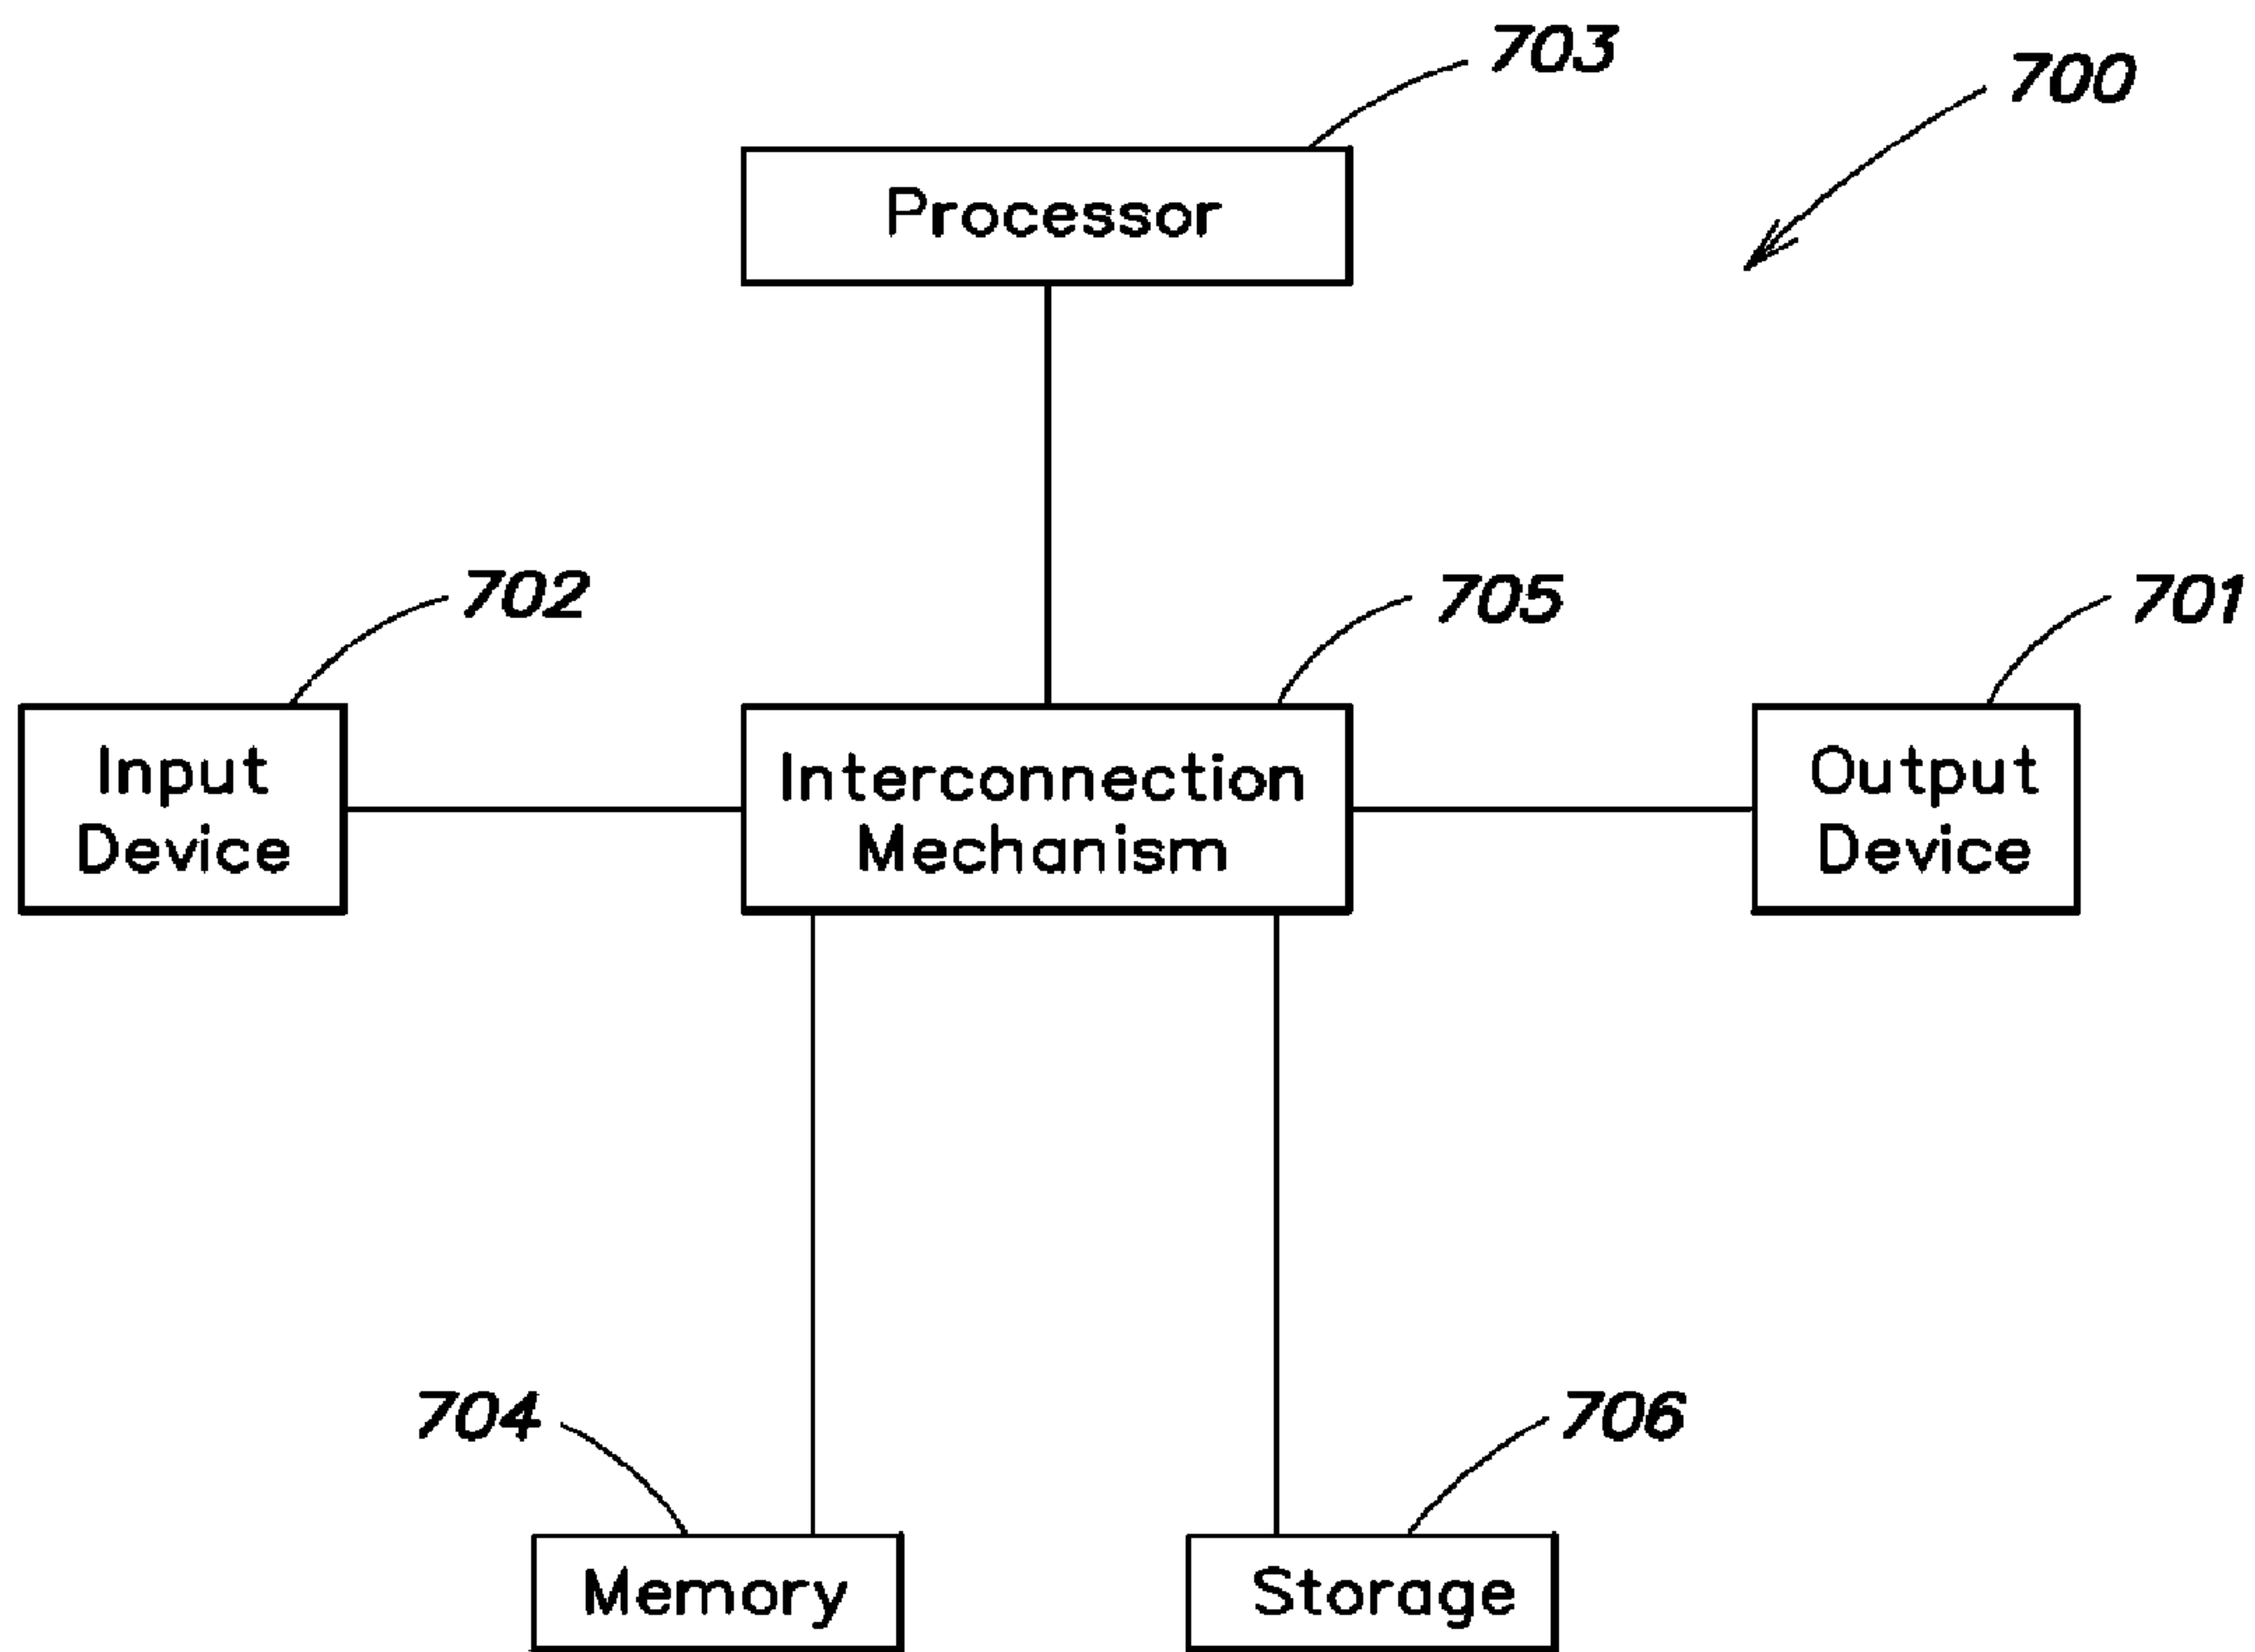 703
700
Processor
702
705
701
Input
Device
Interconnection
Mechanism
Output
Device
704
706
Memory
Storage